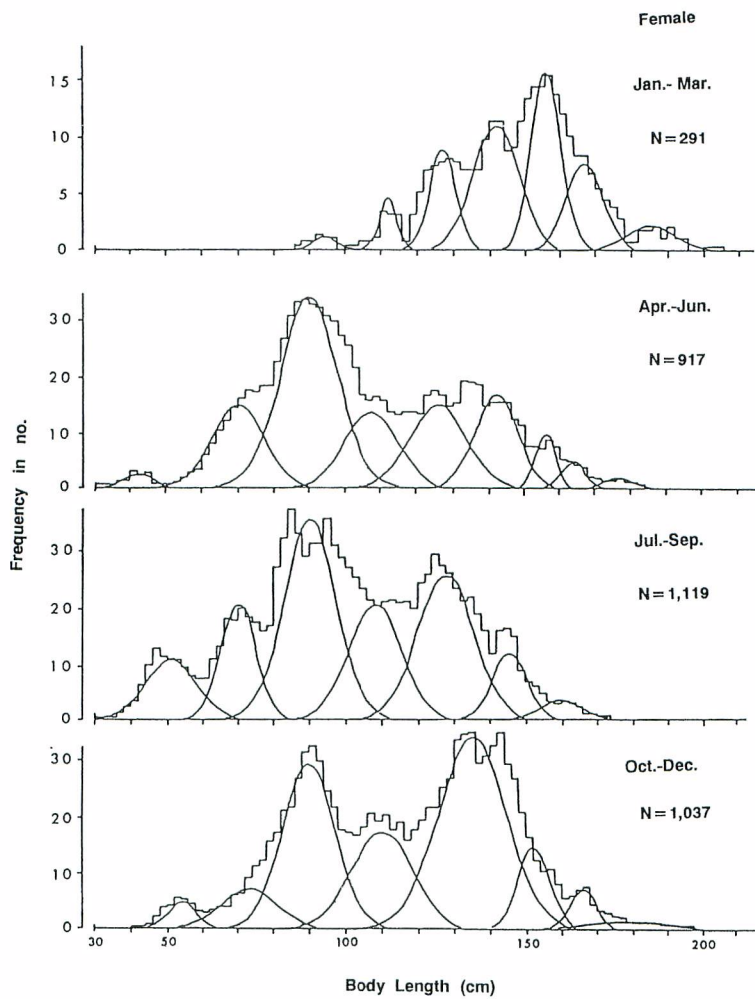 Female
Jan.- Mar.
N=291
15
10
5
0
Apr.-Jun.
N=917
30
20
10
0
Frequency in no.
Jul.-Sep.
N=1,119
30
20
10
0
Oct.-Dec.
N=1,037
30
20
10
0
30 50 100 150 200
Body Length (cm)